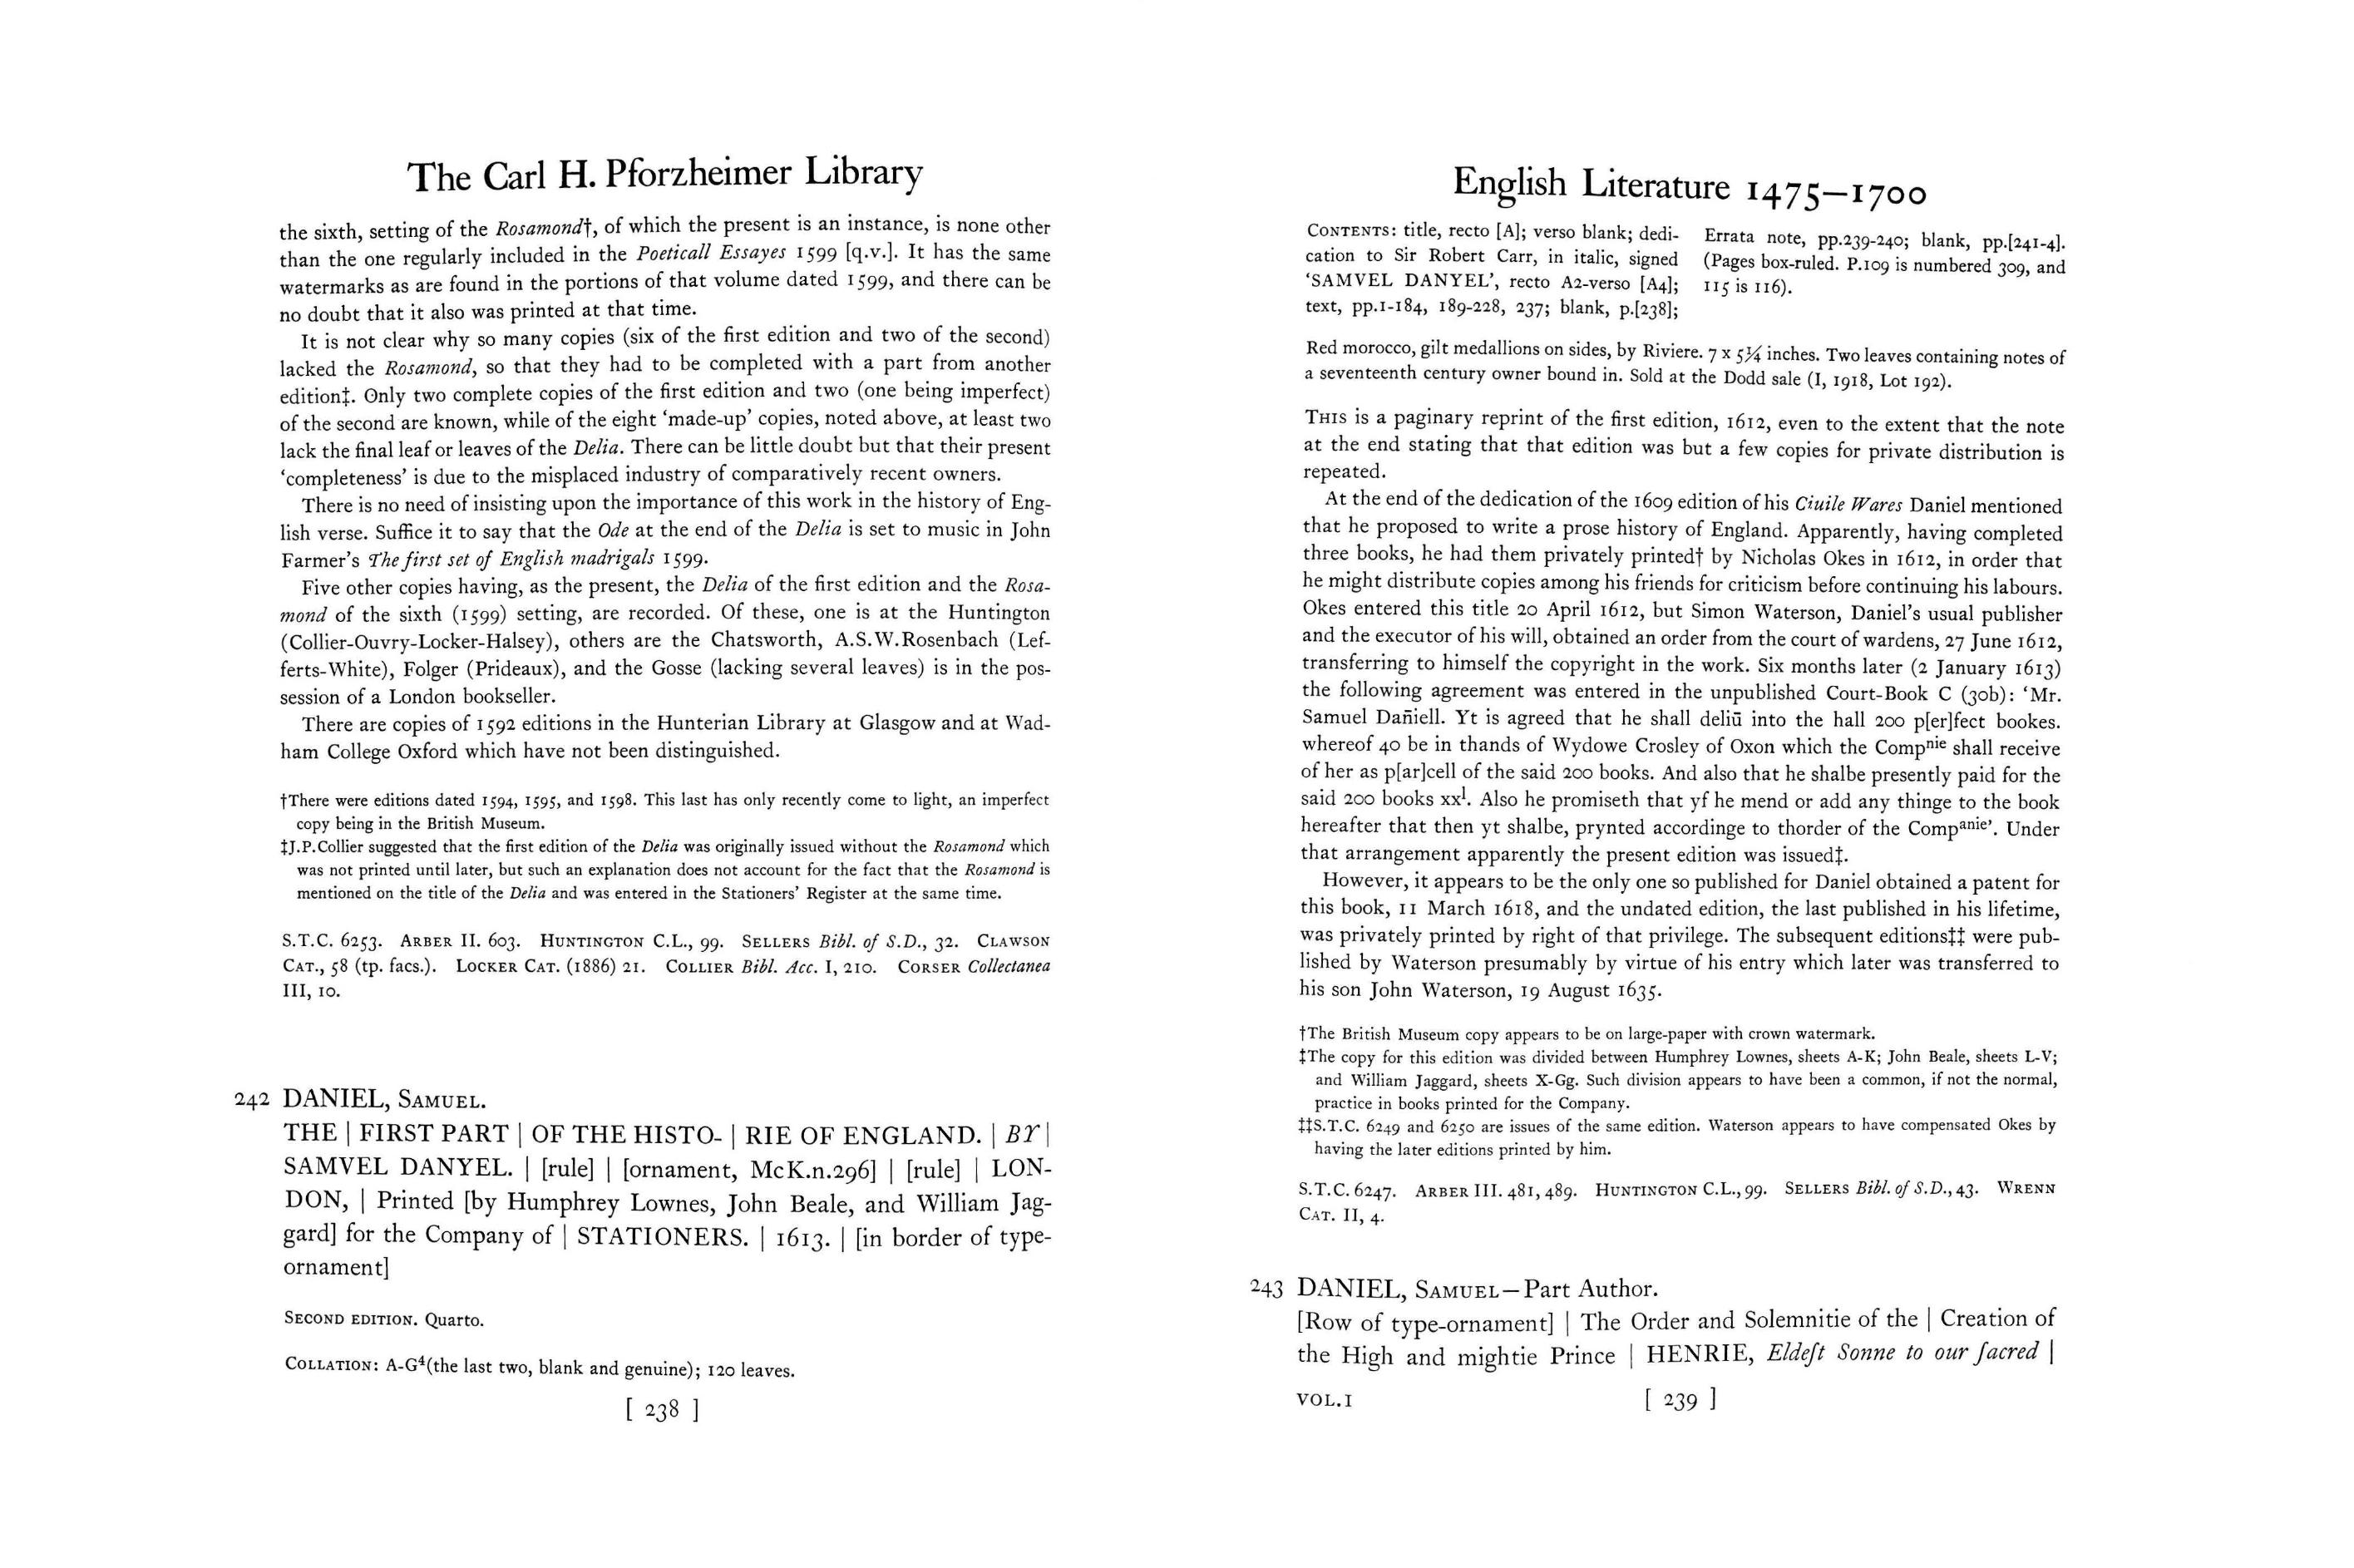 The Carl H. Pforzheimer Library
the sixth, setting of the Rosamond†, of which the present is an instance, is none other
than the one regularly included in the Poeticall Essayes 1599 [q.v.]. It has the same
watermarks as are found in the portions of that volume dated 1599, and there can be
no doubt that it also was printed at that time.
It is not clear why so many copies (six of the first edition and two of the second)
lacked the Rosamond, so that they had to be completed with a part from another
edition‡. Only two complete copies of the first edition and two (one being imperfect)
of the second are known, while of the eight ‘made-up’ copies, noted above, at least two
lack the final leaf or leaves of the Delia. There can be little doubt but that their present
‘completeness’ is due to the misplaced industry of comparatively recent owners.
There is no need of insisting upon the importance of this work in the history of Eng-
lish verse. Suffice it to say that the Ode at the end of the Delia is set to music in John
Farmer's The first set of English madrigals 1599.
Five other copies having, as the present, the Delia of the first edition and the Rosa-
mond of the sixth (1599) setting, are recorded. Of these, one is at the Huntington
(Collier-Ouvry-Locker-Halsey), others are the Chatsworth, A.S.W.Rosenbach (Lef-
ferts-White), Folger (Prideaux), and the Gosse (lacking several leaves) is in the pos-
session of a London bookseller.
There are copies of 1592 editions in the Hunterian Library at Glasgow and at Wad-
ham College Oxford which have not been distinguished.
†There were editions dated 1594, 1595, and 1598. This last has only recently come to light, an imperfect
copy being in the British Museum.
‡J.P.Collier suggested that the first edition of the Delia was originally issued without the Rosamond which
was not printed until later, but such an explanation does not account for the fact that the Rosamond is
mentioned on the title of the Delia and was entered in the Stationers' Register at the same time.
S.T.C. 6253. ARBER II. 603. HUNTINGTON C.L., 99. SELLERS Bibl. of S.D., 32. CLAWSON
CAT., 58 (tp. facs.). LOCKER CAT. (1886) 21. COLLIER Bibl. Acc. I, 210. CORSER Collectanea
III, 10.
242 DANIEL, SAMUEL.
THE | FIRST PART | OF THE HISTO- | RIE OF ENGLAND. | BY |
SAMVEL DANYEL. | [rule] | [ornament, McK.n.296] | [rule] | LON-
DON, | Printed [by Humphrey Lownes, John Beale, and William Jag-
gard] for the Company of | STATIONERS. | 1613. | [in border of type-
ornament]
SECOND EDITION. Quarto.
COLLATION: A-G⁴(the last two, blank and genuine); 120 leaves.
[ 238 ]
English Literature 1475–1700
CONTENTS: title, recto [A]; verso blank; dedi-
cation to Sir Robert Carr, in italic, signed
‘SAMVEL DANYEL’, recto A2-verso [A4];
text, pp.1-184, 189-228, 237; blank, p.[238];
Errata note, pp.239-240; blank, pp.[241-4].
(Pages box-ruled. P.109 is numbered 309, and
115 is 116).
Red morocco, gilt medallions on sides, by Riviere. 7 x 5¼ inches. Two leaves containing notes of
a seventeenth century owner bound in. Sold at the Dodd sale (I, 1918, Lot 192).
THIS is a paginary reprint of the first edition, 1612, even to the extent that the note
at the end stating that that edition was but a few copies for private distribution is
repeated.
At the end of the dedication of the 1609 edition of his Ciuile Wares Daniel mentioned
that he proposed to write a prose history of England. Apparently, having completed
three books, he had them privately printed† by Nicholas Okes in 1612, in order that
he might distribute copies among his friends for criticism before continuing his labours.
Okes entered this title 20 April 1612, but Simon Waterson, Daniel's usual publisher
and the executor of his will, obtained an order from the court of wardens, 27 June 1612,
transferring to himself the copyright in the work. Six months later (2 January 1613)
the following agreement was entered in the unpublished Court-Book C (30b): ‘Mr.
Samuel Dañiell. Yt is agreed that he shall deliū into the hall 200 p[er]fect bookes.
whereof 40 be in thands of Wydowe Crosley of Oxon which the Compnie shall receive
of her as p[ar]cell of the said 200 books. And also that he shalbe presently paid for the
said 200 books xxl. Also he promiseth that yf he mend or add any thinge to the book
hereafter that then yt shalbe, prynted accordinge to thorder of the Companie’. Under
that arrangement apparently the present edition was issued‡.
However, it appears to be the only one so published for Daniel obtained a patent for
this book, 11 March 1618, and the undated edition, the last published in his lifetime,
was privately printed by right of that privilege. The subsequent editions‡‡ were pub-
lished by Waterson presumably by virtue of his entry which later was transferred to
his son John Waterson, 19 August 1635.
†The British Museum copy appears to be on large-paper with crown watermark.
‡The copy for this edition was divided between Humphrey Lownes, sheets A-K; John Beale, sheets L-V;
and William Jaggard, sheets X-Gg. Such division appears to have been a common, if not the normal,
practice in books printed for the Company.
‡‡S.T.C. 6249 and 6250 are issues of the same edition. Waterson appears to have compensated Okes by
having the later editions printed by him.
S.T.C. 6247. ARBER III. 481, 489. HUNTINGTON C.L., 99. SELLERS Bibl. of S.D., 43. WRENN
CAT. II, 4.
243 DANIEL, SAMUEL—Part Author.
[Row of type-ornament] | The Order and Solemnitie of the | Creation of
the High and mightie Prince | HENRIE, Eldeſt Sonne to our ſacred |
VOL.I
[ 239 ]